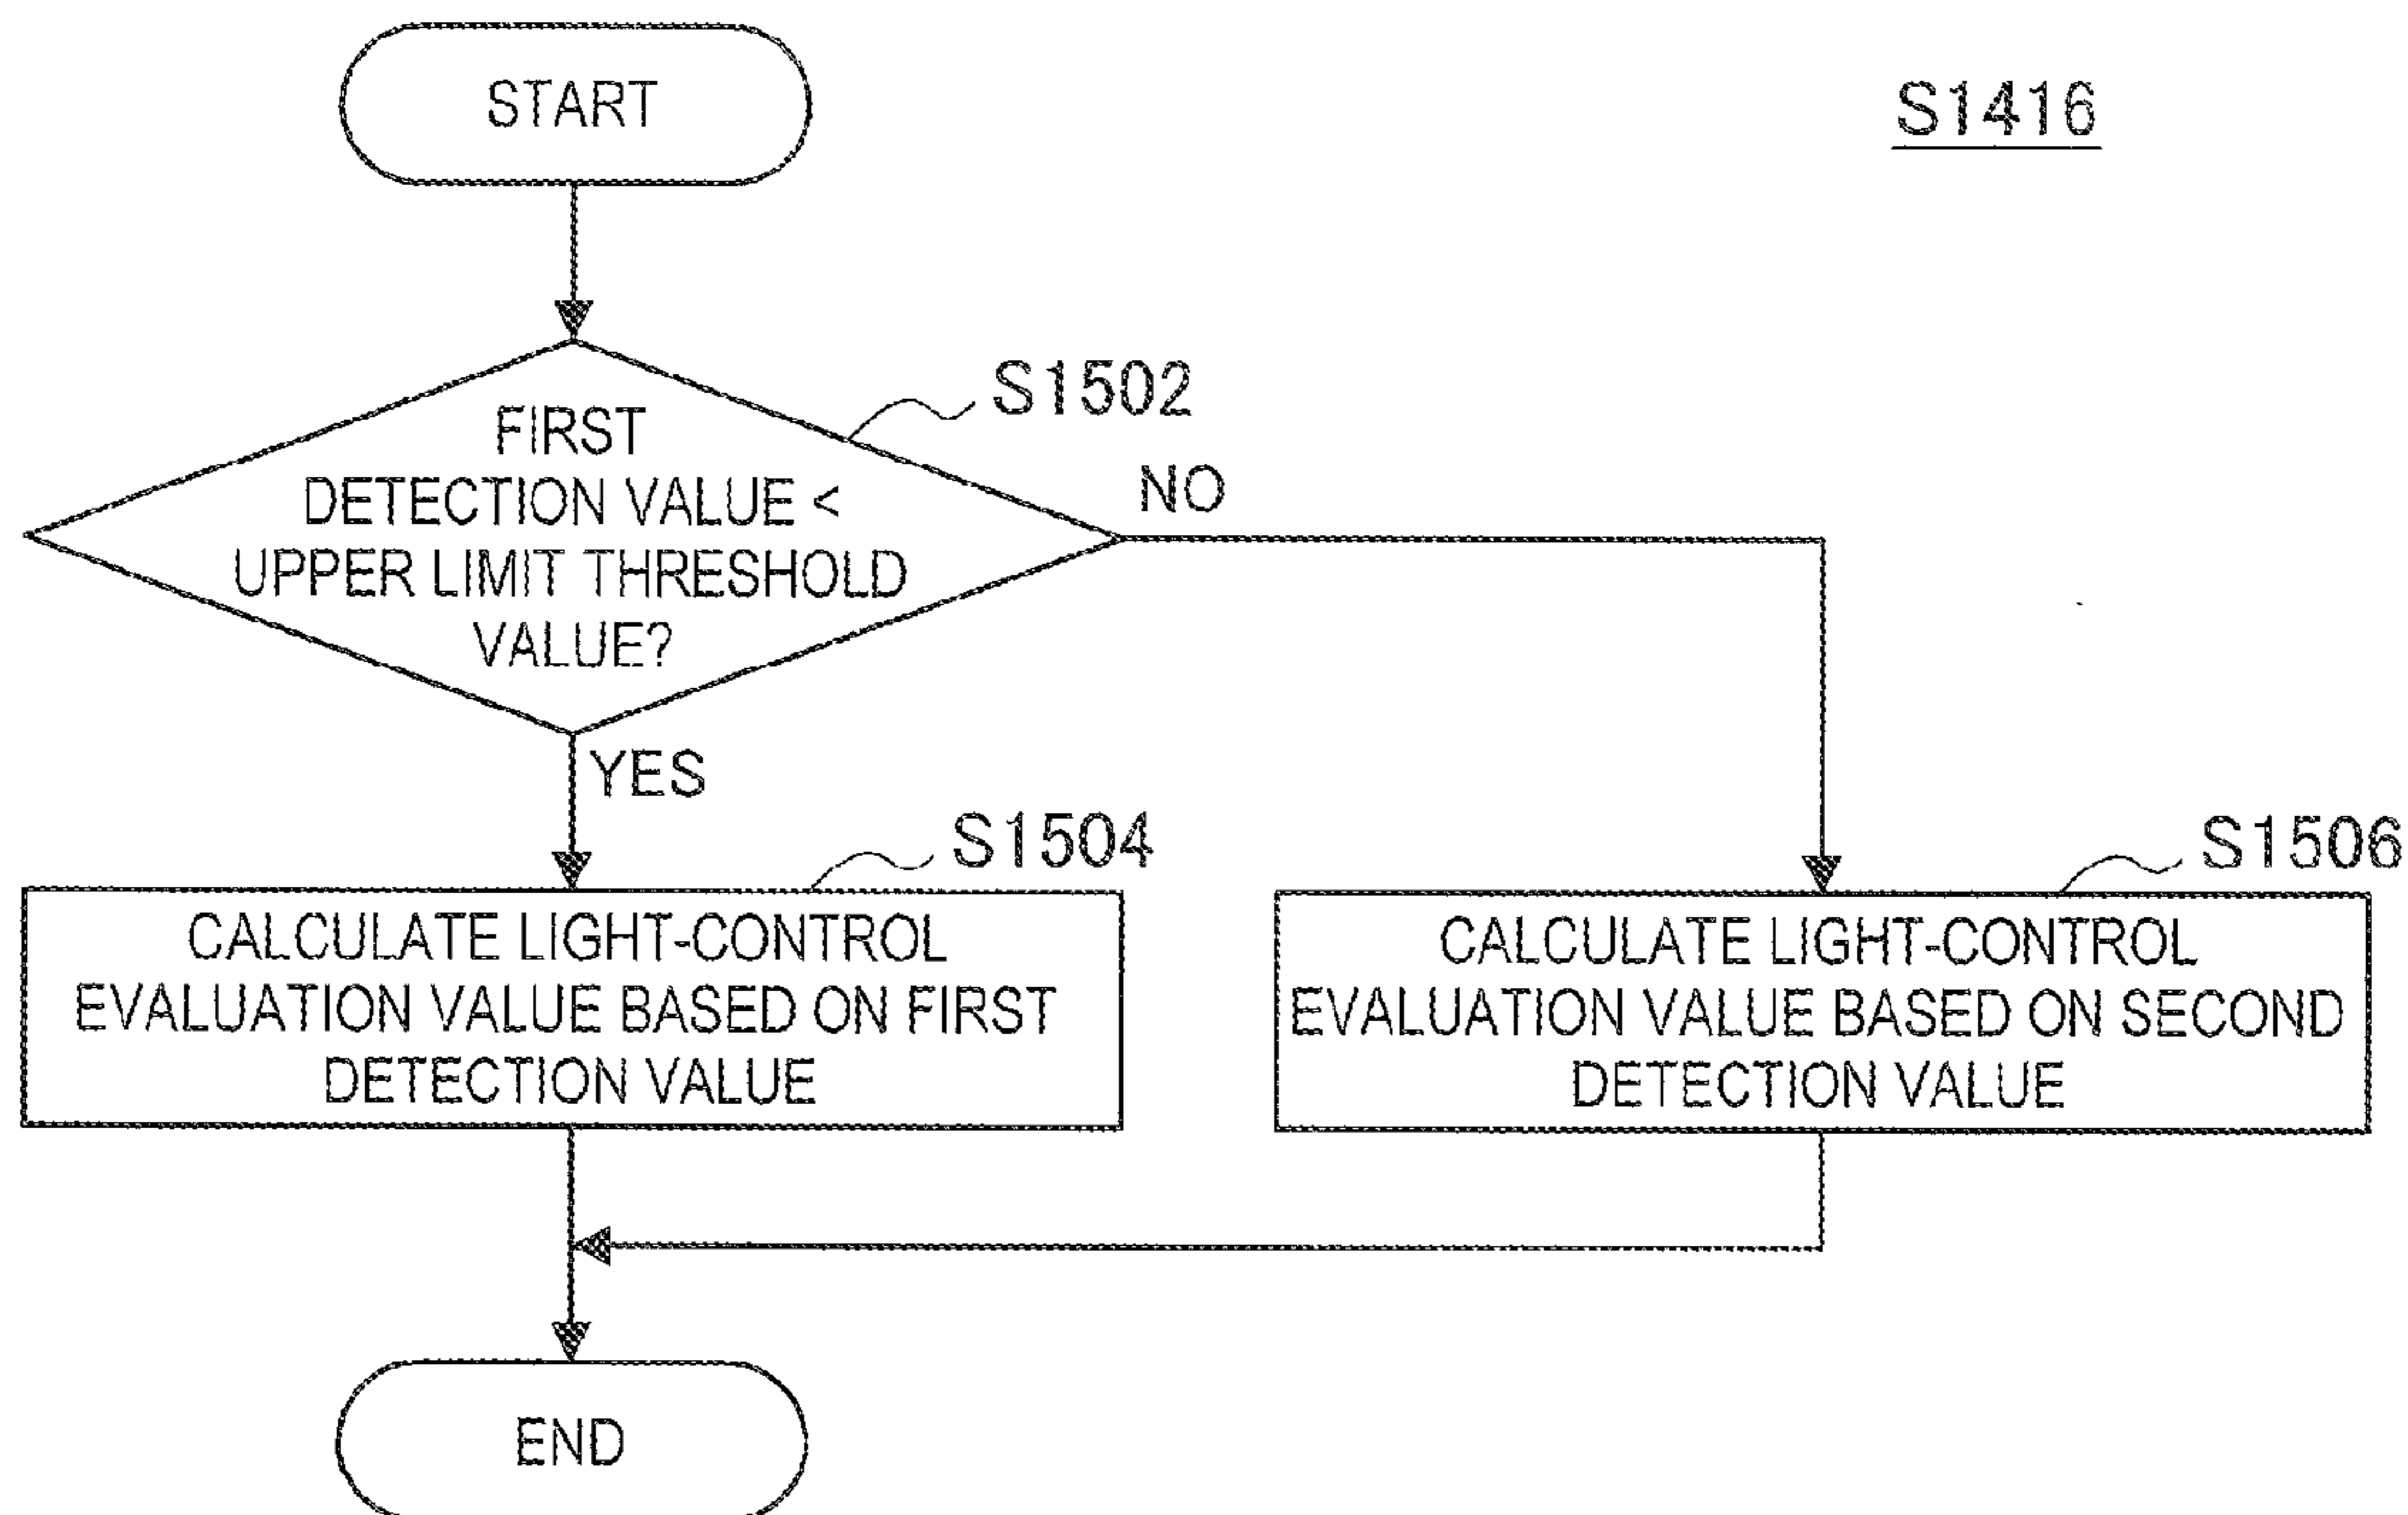 START
S1416
S1502
FIRST
DETECTION VALUE <
UPPER LIMIT THRESHOLD
VALUE?
NO
YES
S1504
CALCULATE LIGHT-CONTROL
EVALUATION VALUE BASED ON FIRST
DETECTION VALUE
S1506
CALCULATE LIGHT-CONTROL
EVALUATION VALUE BASED ON SECOND
DETECTION VALUE
END